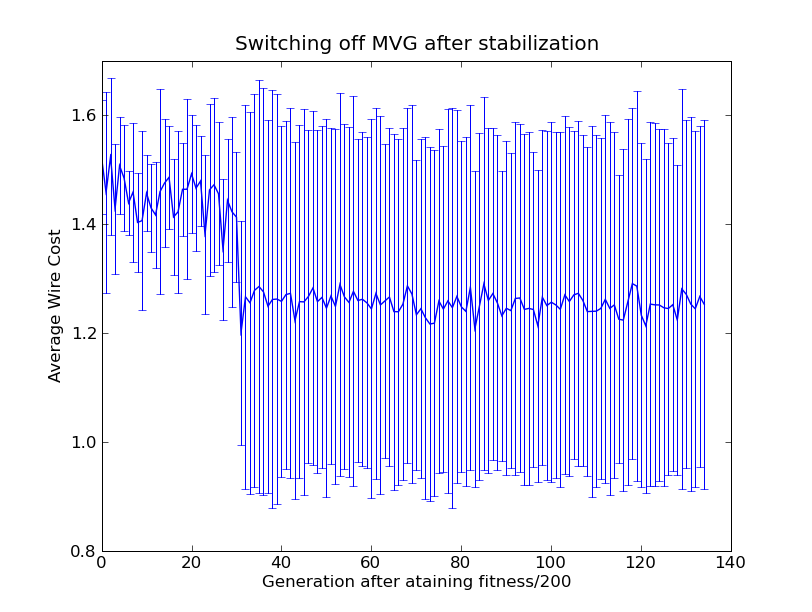 Switching off MVG after stabilization
Average Wire Cost
1.6
1.4
1.2
1.0
0.8
0 20 40 60 80 100 120 140
Generation after ataining fitness/200